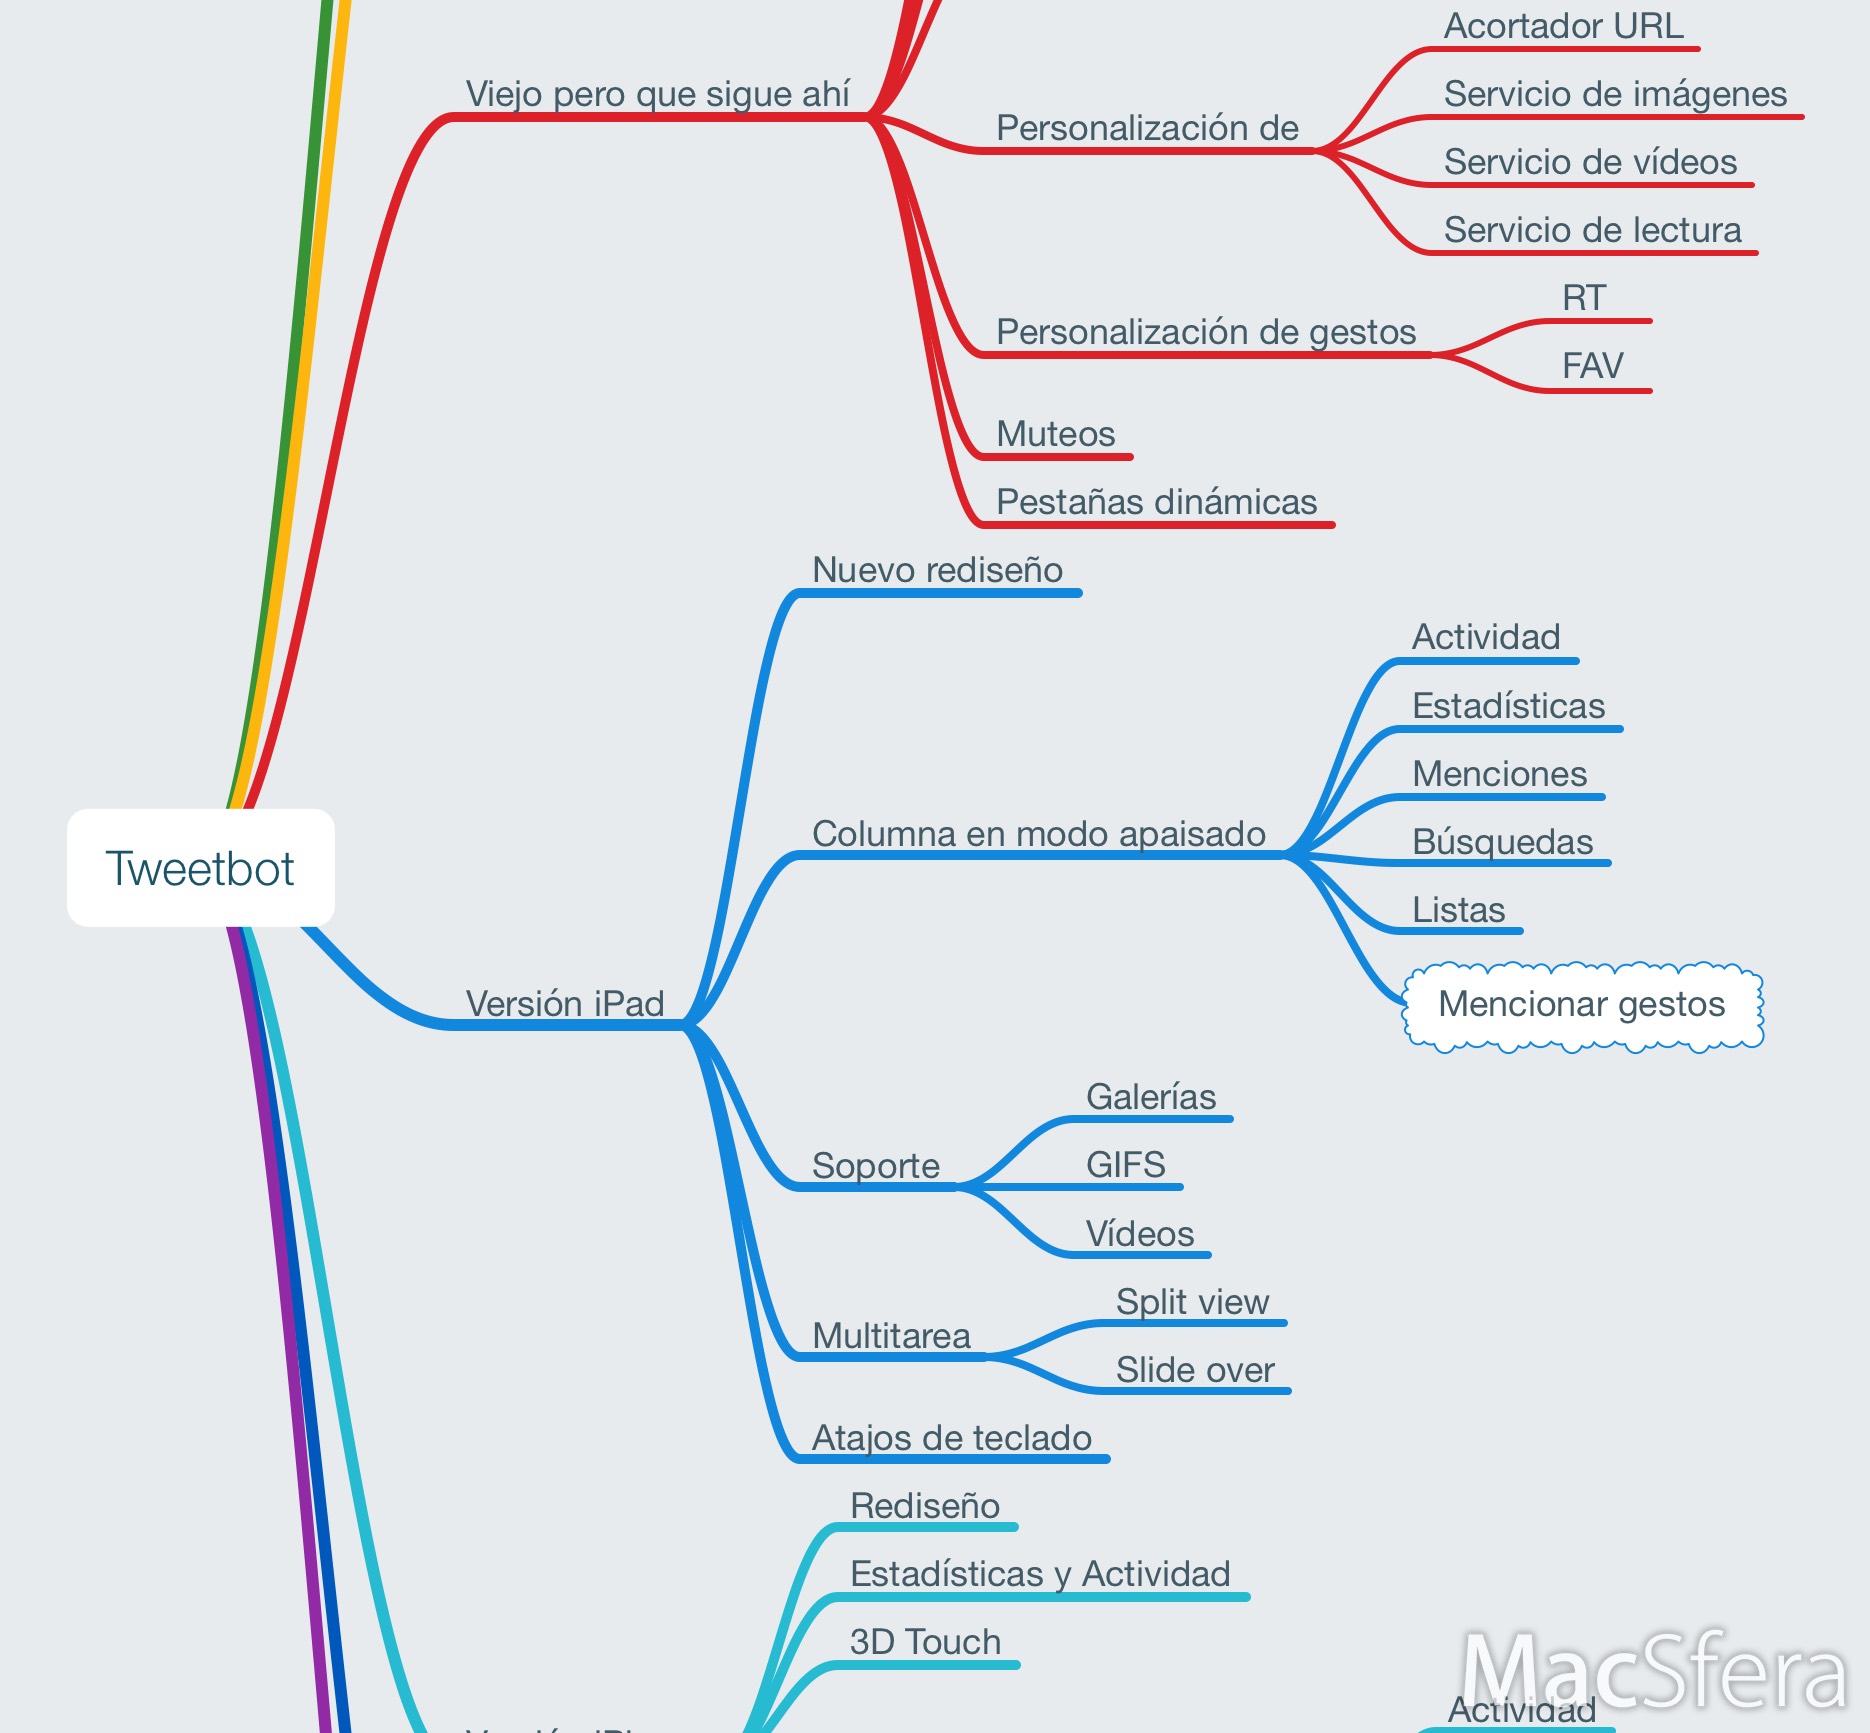 Acortador URL
Viejo pero que sigue ahí
Servicio de imágenes
Personalización de
Servicio de vídeos
Servicio de lectura
RT
Personalización de gestos
FAV
Muteos
Pestañas dinámicas
Nuevo rediseño
Actividad
Estadísticas
Menciones
Columna en modo apaisado
Búsquedas
Tweetbot
Listas
Versión iPad
Mencionar gestos
Galerías
Soporte
GIFS
Vídeos
Split view
Multitarea
Slide over
Atajos de teclado
Rediseño
Estadísticas y Actividad
3D Touch
MacSfera
Actividad